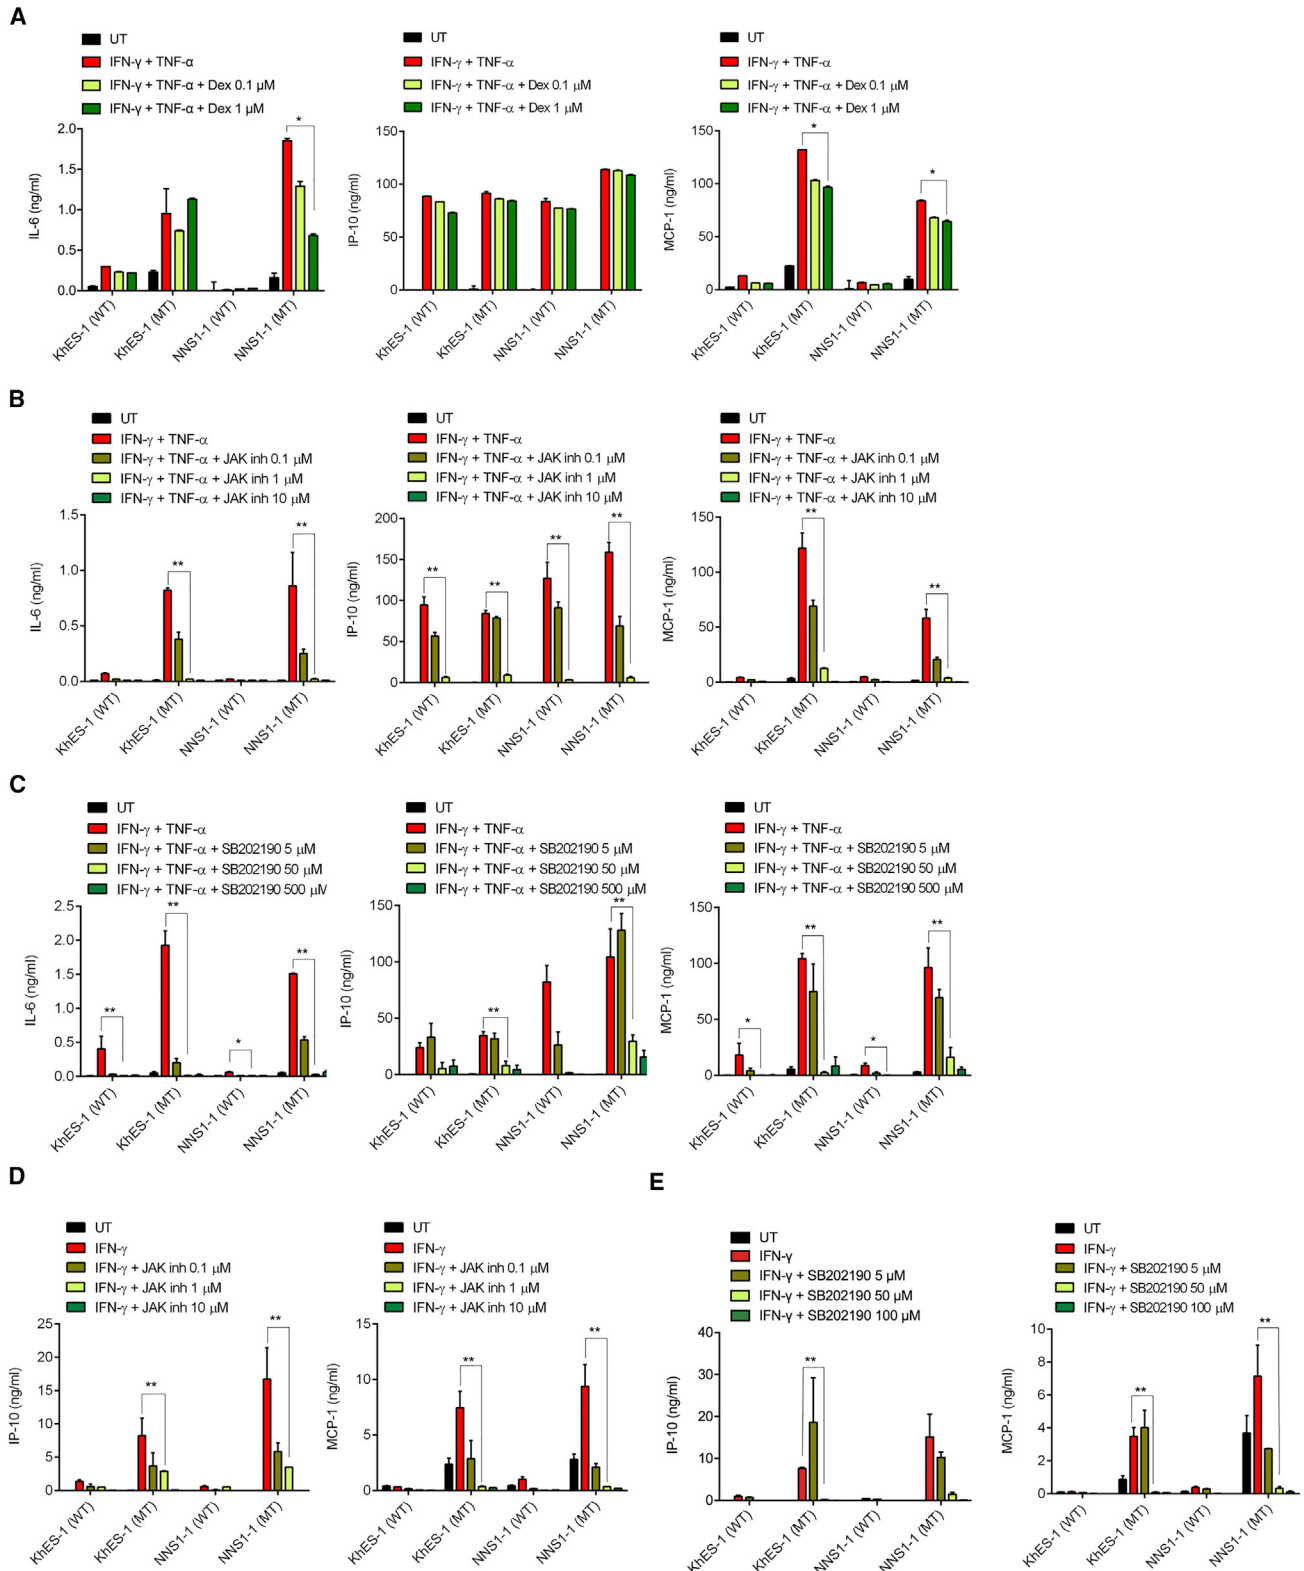 A
UT
IFN-γ + TNF-α
IFN-γ + TNF-α + Dex 0.1 μM
IFN-γ + TNF-α + Dex 1 μM
2.0
1.5
1.0
0.5
0.0
IL-6 (ng/ml)
*
KhES-1 (WT)
KhES-1 (MT)
NNS1-1 (WT)
NNS1-1 (MT)
UT
IFN-γ + TNF-α
IFN-γ + TNF-α + Dex 0.1 μM
IFN-γ + TNF-α + Dex 1 μM
150
100
50
0
IP-10 (ng/ml)
KhES-1 (WT)
KhES-1 (MT)
NNS1-1 (WT)
NNS1-1 (MT)
UT
IFN-γ + TNF-α
IFN-γ + TNF-α + Dex 0.1 μM
IFN-γ + TNF-α + Dex 1 μM
150
100
50
0
MCP-1 (ng/ml)
*
*
KhES-1 (WT)
KhES-1 (MT)
NNS1-1 (WT)
NNS1-1 (MT)
B
UT
IFN-γ + TNF-α
IFN-γ + TNF-α + JAK inh 0.1 μM
IFN-γ + TNF-α + JAK inh 1 μM
IFN-γ + TNF-α + JAK inh 10 μM
1.5
1.0
0.5
0.0
IL-6 (ng/ml)
**
**
KhES-1 (WT)
KhES-1 (MT)
NNS1-1 (WT)
NNS1-1 (MT)
UT
IFN-γ + TNF-α
IFN-γ + TNF-α + JAK inh 0.1 μM
IFN-γ + TNF-α + JAK inh 1 μM
IFN-γ + TNF-α + JAK inh 10 μM
200
150
100
50
0
IP-10 (ng/ml)
**
**
**
**
KhES-1 (WT)
KhES-1 (MT)
NNS1-1 (WT)
NNS1-1 (MT)
UT
IFN-γ + TNF-α
IFN-γ + TNF-α + JAK inh 0.1 μM
IFN-γ + TNF-α + JAK inh 1 μM
IFN-γ + TNF-α + JAK inh 10 μM
150
100
50
0
MCP-1 (ng/ml)
**
**
KhES-1 (WT)
KhES-1 (MT)
NNS1-1 (WT)
NNS1-1 (MT)
C
UT
IFN-γ + TNF-α
IFN-γ + TNF-α + SB202190 5 μM
IFN-γ + TNF-α + SB202190 50 μM
IFN-γ + TNF-α + SB202190 500 μM
2.5
2.0
1.5
1.0
0.5
0.0
IL-6 (ng/ml)
**
**
*
**
KhES-1 (WT)
KhES-1 (MT)
NNS1-1 (WT)
NNS1-1 (MT)
UT
IFN-γ + TNF-α
IFN-γ + TNF-α + SB202190 5 μM
IFN-γ + TNF-α + SB202190 50 μM
IFN-γ + TNF-α + SB202190 500 μM
150
100
50
0
IP-10 (ng/ml)
**
**
KhES-1 (WT)
KhES-1 (MT)
NNS1-1 (WT)
NNS1-1 (MT)
UT
IFN-γ + TNF-α
IFN-γ + TNF-α + SB202190 5 μM
IFN-γ + TNF-α + SB202190 50 μM
IFN-γ + TNF-α + SB202190 500 μM
150
100
50
0
MCP-1 (ng/ml)
*
**
*
**
KhES-1 (WT)
KhES-1 (MT)
NNS1-1 (WT)
NNS1-1 (MT)
D
UT
IFN-γ
IFN-γ + JAK inh 0.1 μM
IFN-γ + JAK inh 1 μM
IFN-γ + JAK inh 10 μM
25
20
15
10
5
0
IP-10 (ng/ml)
**
**
KhES-1 (WT)
KhES-1 (MT)
NNS1-1 (WT)
NNS1-1 (MT)
UT
IFN-γ
IFN-γ + JAK inh 0.1 μM
IFN-γ + JAK inh 1 μM
IFN-γ + JAK inh 10 μM
15
10
5
0
MCP-1 (ng/ml)
**
**
KhES-1 (WT)
KhES-1 (MT)
NNS1-1 (WT)
NNS1-1 (MT)
E
UT
IFN-γ
IFN-γ + SB202190 5 μM
IFN-γ + SB202190 50 μM
IFN-γ + SB202190 100 μM
40
30
20
10
0
IP-10 (ng/ml)
**
KhES-1 (WT)
KhES-1 (MT)
NNS1-1 (WT)
NNS1-1 (MT)
UT
IFN-γ
IFN-γ + SB202190 5 μM
IFN-γ + SB202190 50 μM
IFN-γ + SB202190 100 μM
10
8
6
4
2
0
MCP-1 (ng/ml)
**
**
KhES-1 (WT)
KhES-1 (MT)
NNS1-1 (WT)
NNS1-1 (MT)